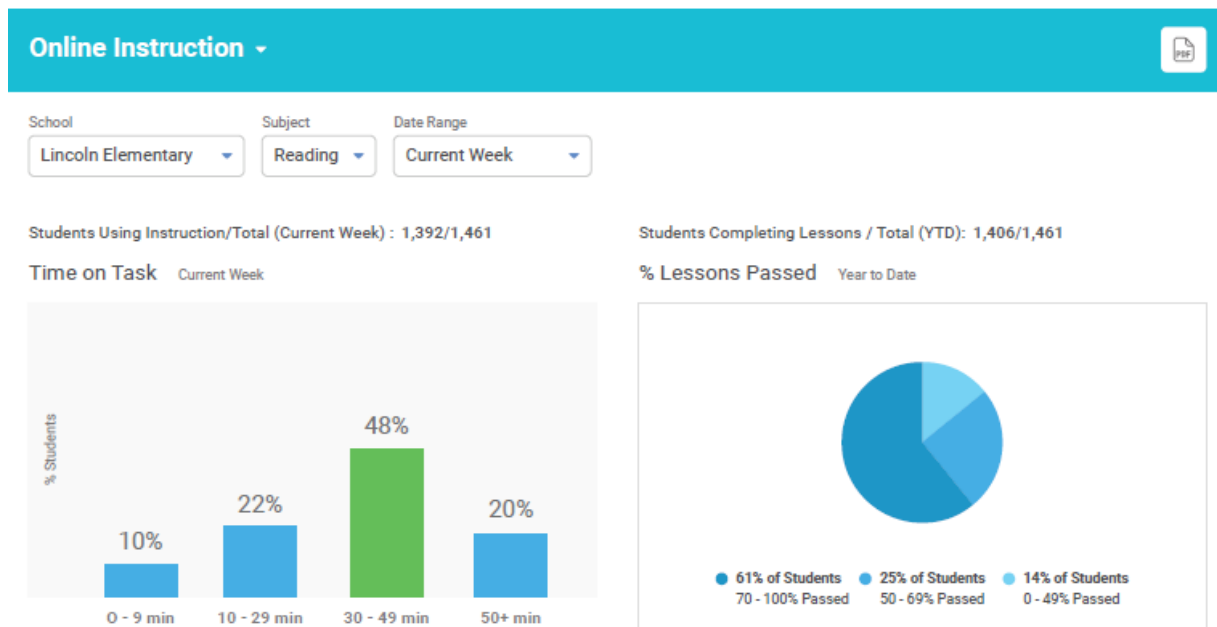 Online Instruction
PDF
School
Subject
Date Range
Lincoln Elementary
Reading
Current Week
Students Using Instruction/Total (Current Week) : 1,392/1,461
Time on Task Current Week
% Students
10%
22%
48%
20%
0 - 9 min
10 - 29 min
30 - 49 min
50+ min
Students Completing Lessons / Total (YTD): 1,406/1,461
% Lessons Passed Year to Date
61% of Students
70 - 100% Passed
25% of Students
50 - 69% Passed
14% of Students
0 - 49% Passed